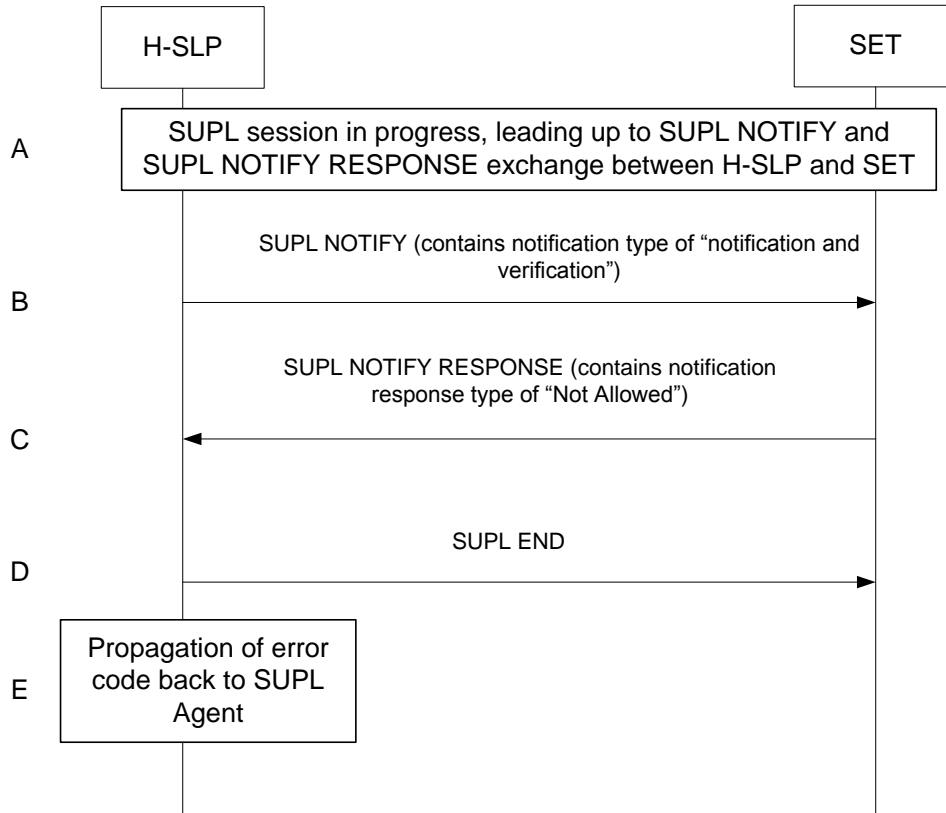 H-SLP
SET
A
SUPL session in progress, leading up to SUPL NOTIFY and
SUPL NOTIFY RESPONSE exchange between H-SLP and SET
SUPL NOTIFY (contains notification type of “notification and
verification”)
B
SUPL NOTIFY RESPONSE (contains notification
response type of “Not Allowed”)
C
SUPL END
D
Propagation of error
code back to SUPL
Agent
E